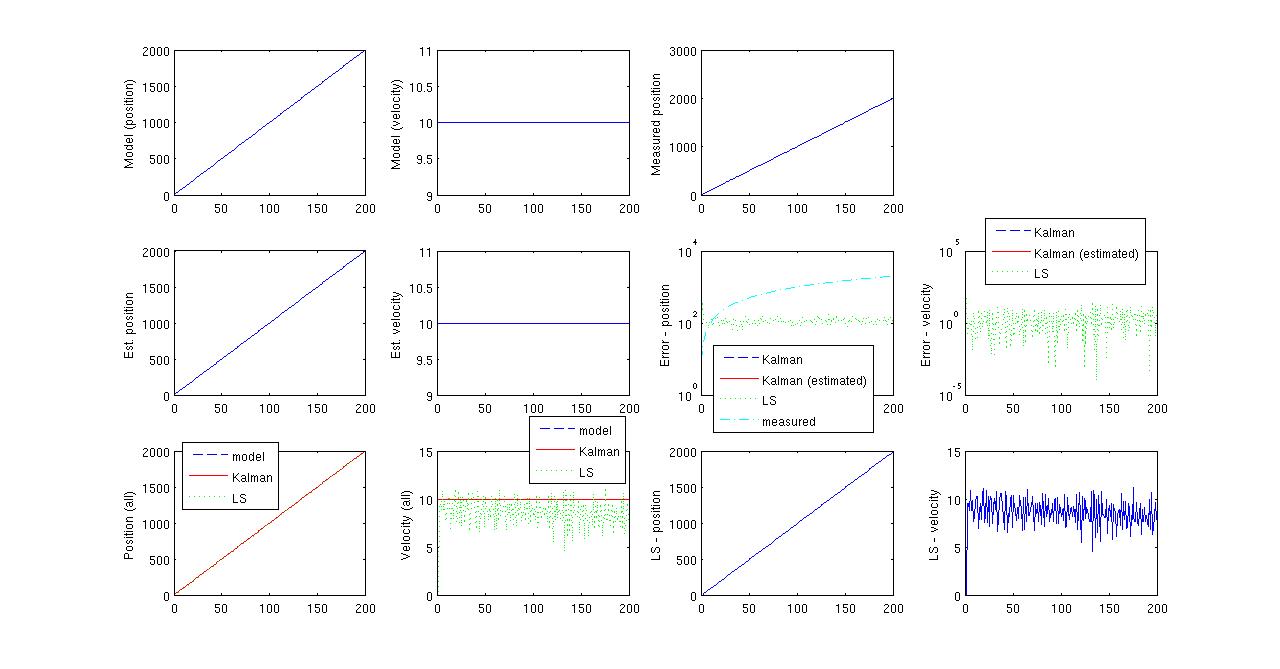 Model (position)
2000
1500
1000
500
0
0 50 100 150 200
Model (velocity)
11
10.5
10
9.5
9
0 50 100 150 200
Measured position
3000
2000
1000
0
0 50 100 150 200
Est. position
2000
1500
1000
500
0
0 50 100 150 200
Est. velocity
11
10.5
10
9.5
9
0 50 100 150 200
Error - position
10^4
10^2
10^0
0 200
Kalman
Kalman (estimated)
LS
measured
Error - velocity
10^5
10^0
10^-5
0 50 100 150 200
Kalman
Kalman (estimated)
LS
Position (all)
2000
1500
1000
500
0
0 50 100 150 200
model
Kalman
LS
Velocity (all)
15
10
5
0
0 50 100 150 200
model
Kalman
LS
LS - position
2000
1500
1000
500
0
0 50 100 150 200
LS - velocity
15
10
5
0
0 50 100 150 200